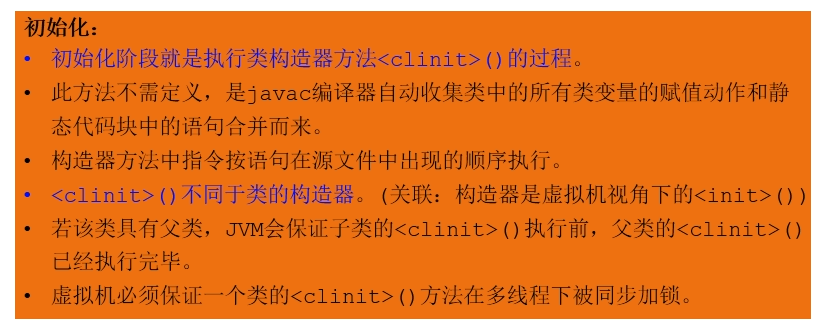 初始化：
• 初始化阶段就是执行类构造器方法<clinit>()的过程。
• 此方法不需定义，是javac编译器自动收集类中的所有类变量的赋值动作和静
态代码块中的语句合并而来。
• 构造器方法中指令按语句在源文件中出现的顺序执行。
• <clinit>()不同于类的构造器。(关联：构造器是虚拟机视角下的<init>())
• 若该类具有父类，JVM会保证子类的<clinit>()执行前，父类的<clinit>()
已经执行完毕。
• 虚拟机必须保证一个类的<clinit>()方法在多线程下被同步加锁。